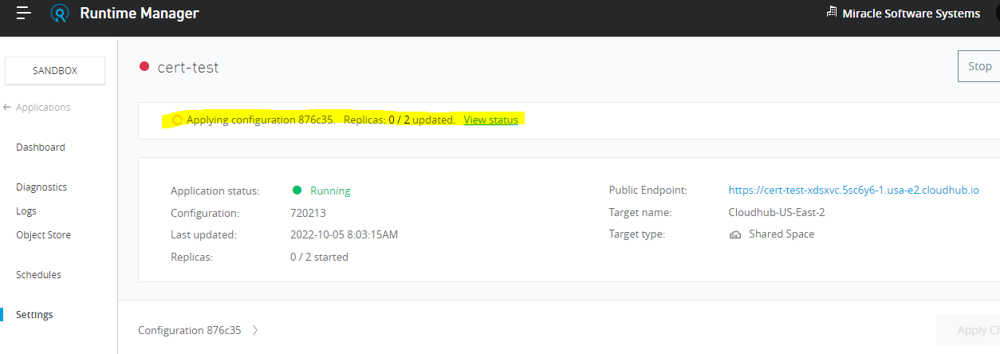 Runtime Manager
Miracle Software Systems
SANDBOX
Applications
Dashboard
Diagnostics
Logs
Object Store
Schedules
Settings
cert-test
Stop
Applying configuration 876c35. Replicas: 0 / 2 updated. View status
Application status: Running
Configuration: 720213
Last updated: 2022-10-05 8:03:15AM
Replicas: 0 / 2 started
Public Endpoint: https://cert-test-xdsxvc.5sc6y6-1.usa-e2.cloudhub.io
Target name: Cloudhub-US-East-2
Target type: Shared Space
Configuration 876c35
Apply Ch